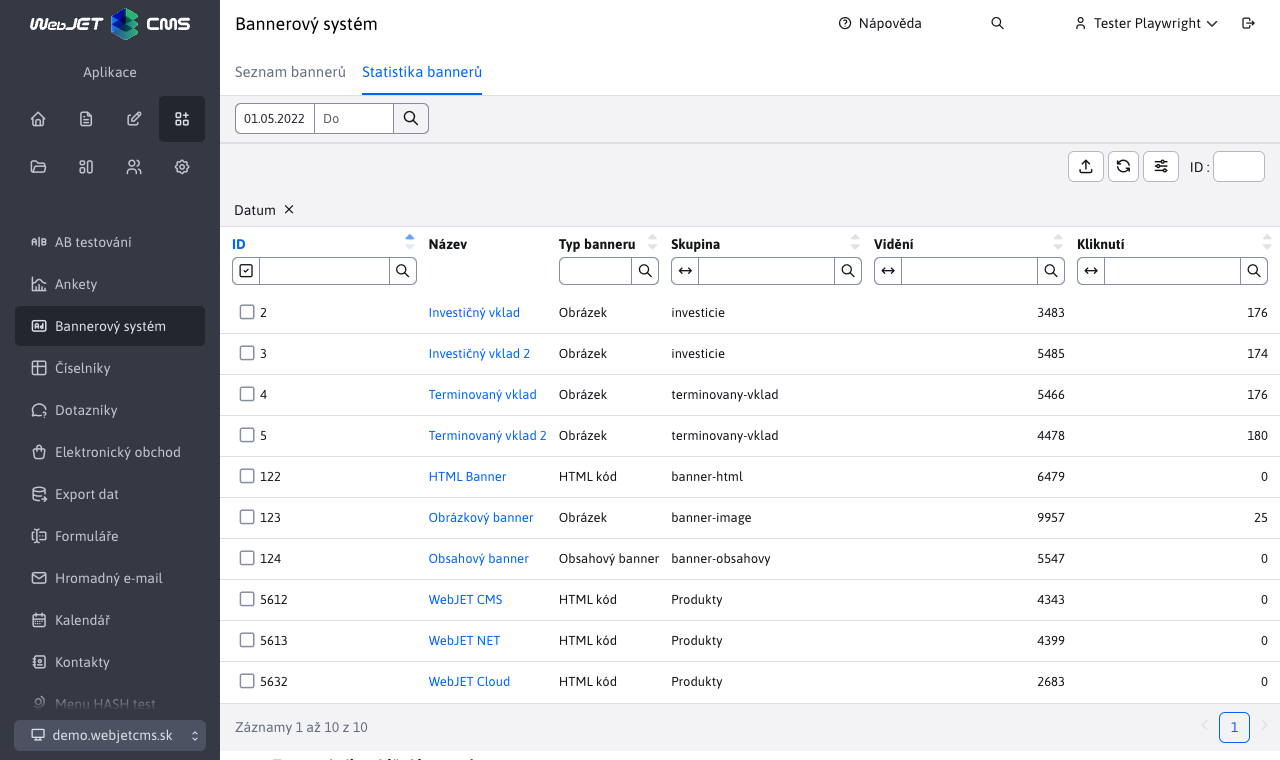 WebJET CMS
Aplikace
AB testování
Ankety
Bannerový systém
Číselníky
Dotazníky
Elektronický obchod
Export dat
Formuláře
Hromadný e-mail
Kalendář
Kontakty
Menu HASH test
demo.webjetcms.sk
Bannerový systém
Nápověda
Tester Playwright
Seznam bannerů Statistika bannerů
01.05.2022 Do
ID :
Datum ×
ID Název Typ banneru Skupina Vidění Kliknutí
2 Investičný vklad Obrázek investicie 3483 176
3 Investičný vklad 2 Obrázek investicie 5485 174
4 Terminovaný vklad Obrázek terminovany-vklad 5466 176
5 Terminovaný vklad 2 Obrázek terminovany-vklad 4478 180
122 HTML Banner HTML kód banner-html 6479 0
123 Obrázkový banner Obrázek banner-image 9957 25
124 Obsahový banner Obsahový banner banner-obsahovy 5547 0
5612 WebJET CMS HTML kód Produkty 4343 0
5613 WebJET NET HTML kód Produkty 4399 0
5632 WebJET Cloud HTML kód Produkty 2683 0
Záznamy 1 až 10 z 10
1